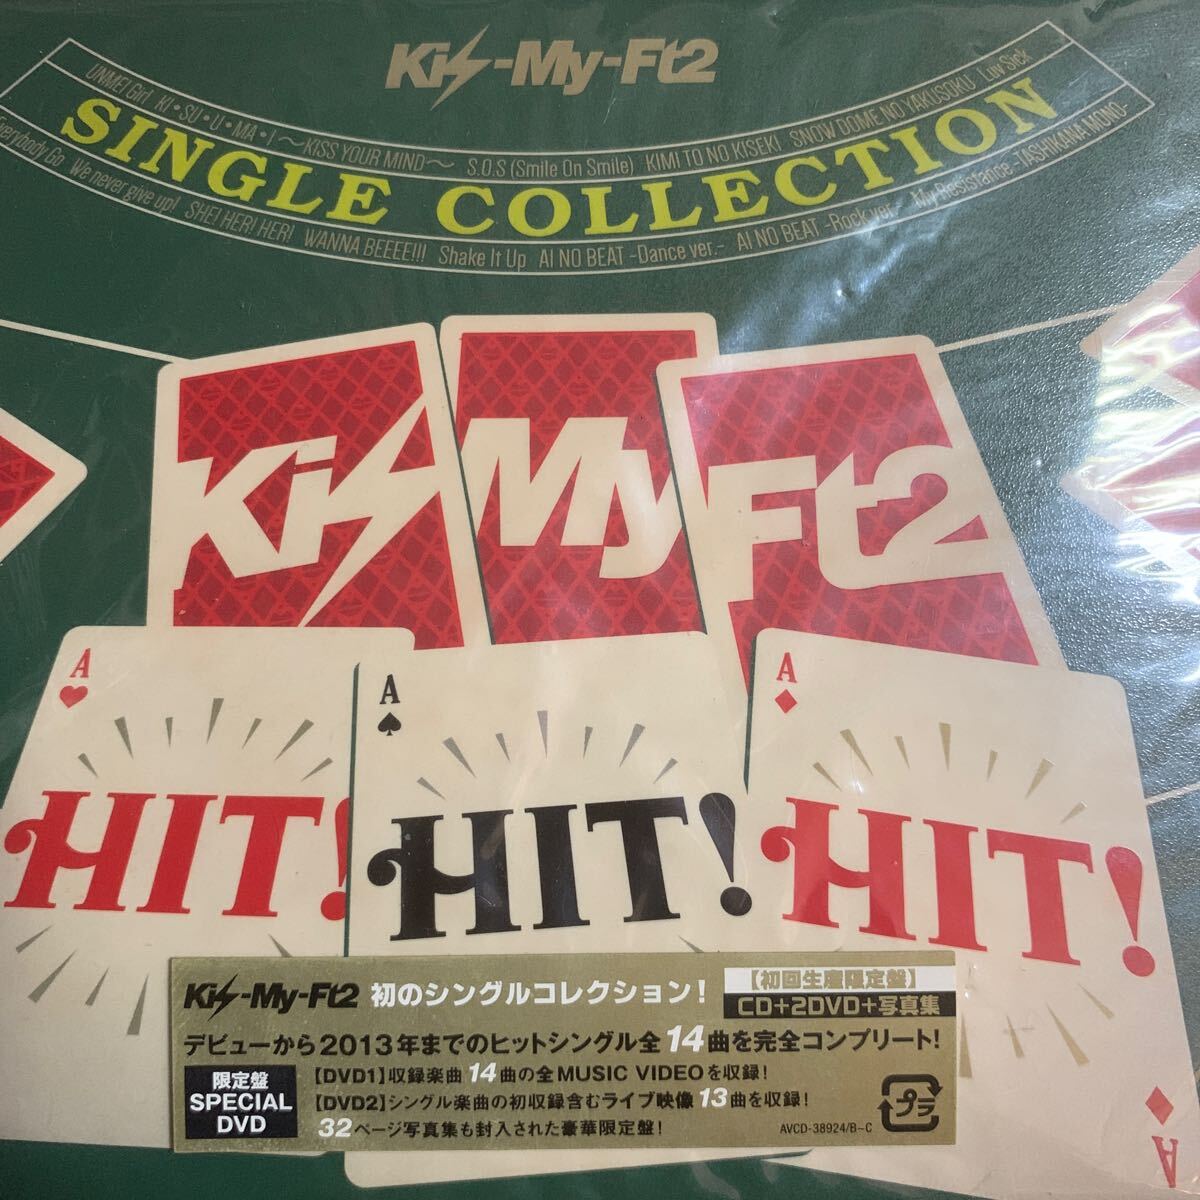 Kis-My-Ft2
UNMEI Girl KI・SU・U・MA・I～KISS YOUR MIND～ S.O.S (Smile On Smile) KIMI TO NO KISEKI SNOW DOME NO YAKUSOKU Luv Sick
SINGLE COLLECTION
Everybody Go We never give up! SHE! HER! HER! WANNA BEEEE!!! Shake It Up AI NO BEAT -Dance ver.- AI NO BEAT -Rock ver.- My Resistance -TASHIKANA MONO-
Kis My Ft2
A
A
A
HIT!
HIT!
HIT!
Kis-My-Ft2 初のシングルコレクション!
【初回生産限定盤】
CD+2DVD+写真集
デビューから2013年までのヒットシングル全14曲を完全コンプリート!
限定盤
SPECIAL
DVD
【DVD1】収録楽曲14曲の全MUSIC VIDEOを収録!
【DVD2】シングル楽曲の初収録含むライブ映像13曲を収録!
32ページ写真集も封入された豪華限定盤!
プラ
AVCD-38924/B~C
A
A